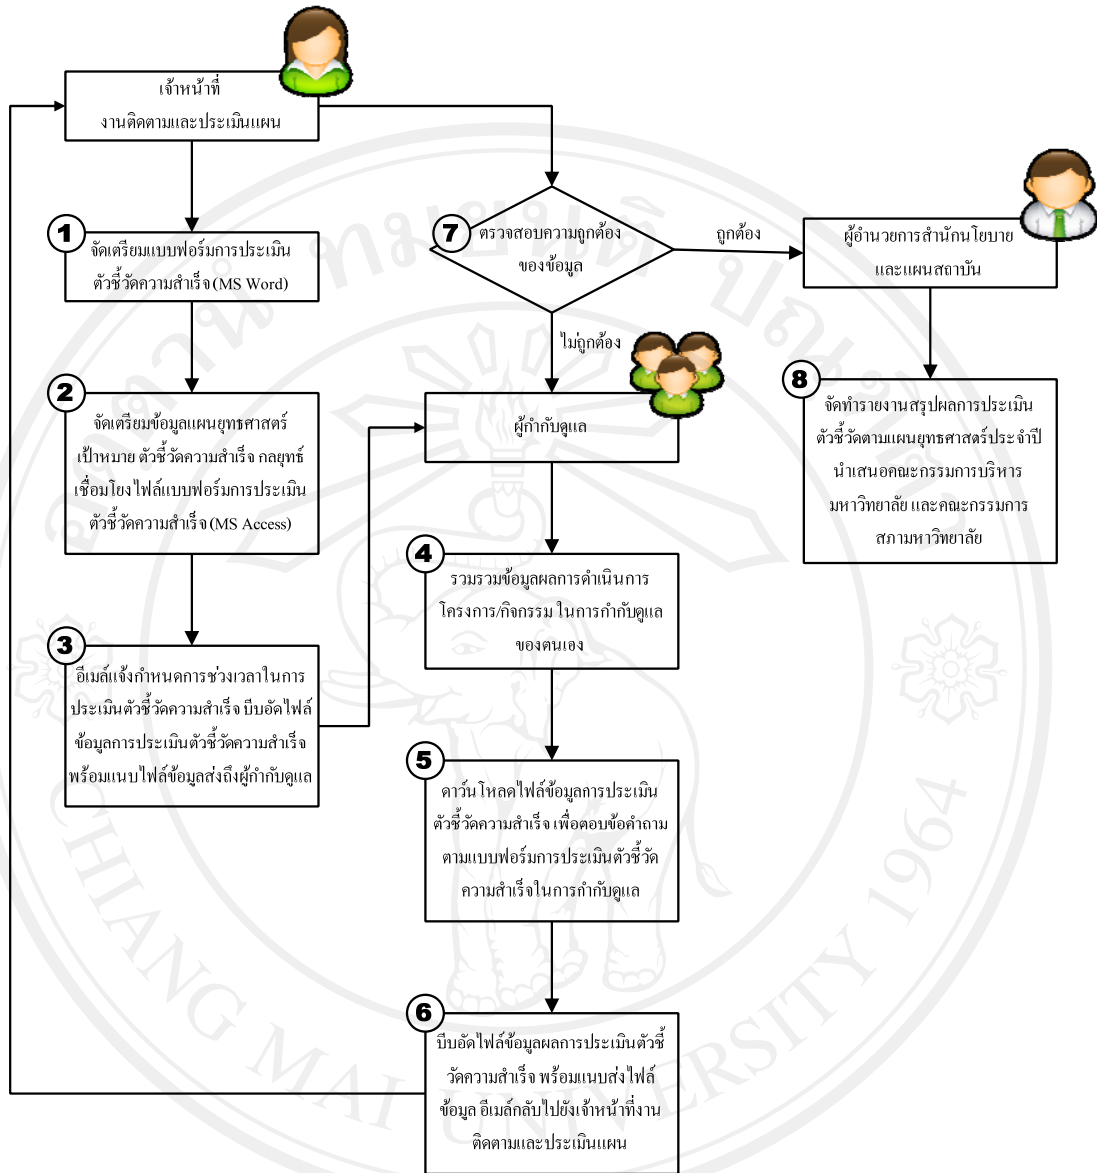 เจ้าหน้าที่
งานติดตามและประเมินแผน
1
จัดเตรียมแบบฟอร์มการประเมิน
ตัวชี้วัดความสำเร็จ (MS Word)
2
จัดเตรียมข้อมูลแผนยุทธศาสตร์
เป้าหมาย ตัวชี้วัดความสำเร็จ กลยุทธ์
เชื่อมโยงไฟล์แบบฟอร์มการประเมิน
ตัวชี้วัดความสำเร็จ (MS Access)
3
อีเมล์แจ้งกำหนดการช่วงเวลาในการ
ประเมินตัวชี้วัดความสำเร็จ บีบอัดไฟล์
ข้อมูลการประเมินตัวชี้วัดความสำเร็จ
พร้อมแนบไฟล์ข้อมูลส่งถึงผู้กำกับดูแล
7
ตรวจสอบความถูกต้อง
ของข้อมูล
ถูกต้อง
ไม่ถูกต้อง
ผู้กำกับดูแล
4
รวมรวมข้อมูลผลการดำเนินการ
โครงการ/กิจกรรม ในการกำกับดูแล
ของตนเอง
5
ดาว์นโหลดไฟล์ข้อมูลการประเมิน
ตัวชี้วัดความสำเร็จ เพื่อตอบข้อคำถาม
ตามแบบฟอร์มการประเมินตัวชี้วัด
ความสำเร็จในการกำกับดูแล
6
บีบอัดไฟล์ข้อมูลผลการประเมินตัวชี้
วัดความสำเร็จ พร้อมแนบส่งไฟล์
ข้อมูล อีเมล์กลับไปยังเจ้าหน้าที่งาน
ติดตามและประเมินแผน
ผู้อำนวยการสำนักนโยบาย
และแผนสถาบัน
8
จัดทำรายงานสรุปผลการประเมิน
ตัวชี้วัดตามแผนยุทธศาสตร์ประจำปี
นำเสนอคณะกรรมการบริหาร
มหาวิทยาลัย และคณะกรรมการ
สภามหาวิทยาลัย
CHIANG MAI UNIVERSITY 1964